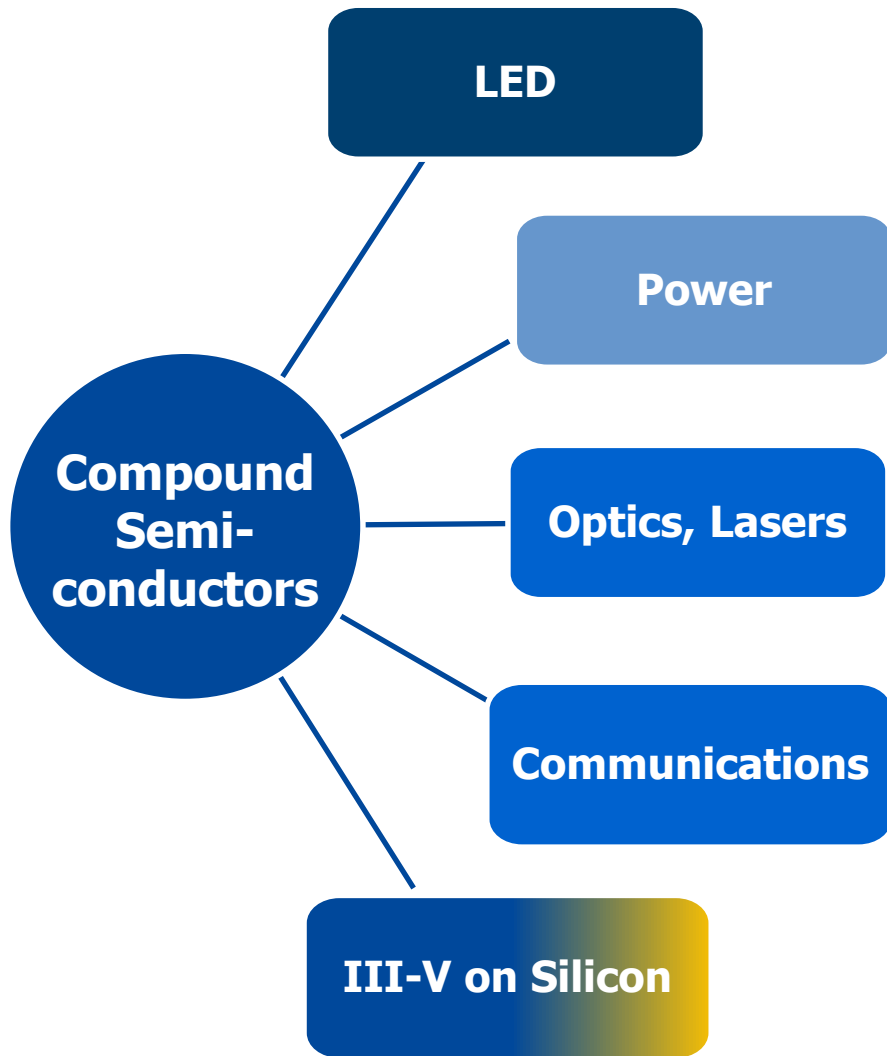 LED
Power
Compound
Semi-
conductors
Optics, Lasers
Communications
III-V on Silicon